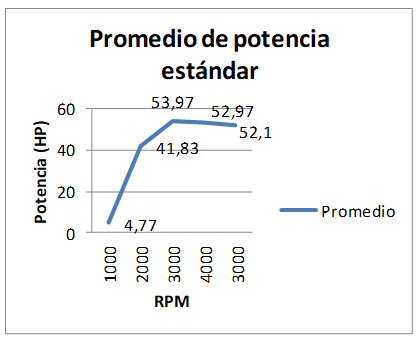 Promedio de potencia
estándar
60
40
20
0
Potencia (HP)
4,77
41,83
53,97
52,97
52,1
1000
2000
3000
4000
3000
RPM
Promedio